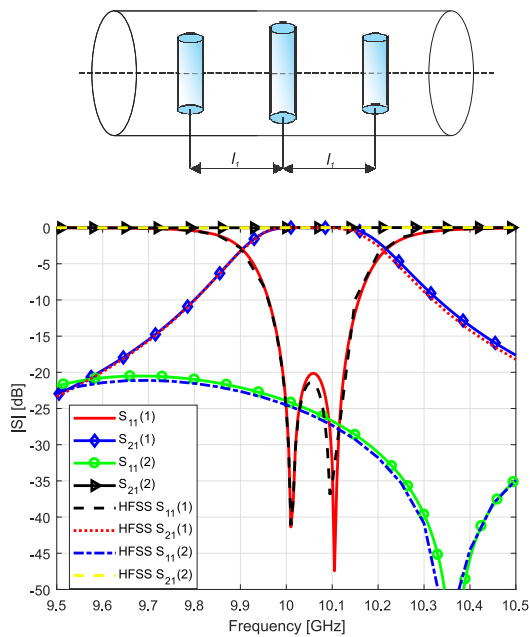 l1 l1
0
-5
-10
-15
-20
-25
-30
-35
-40
-45
-50
|S| [dB]
S11(1)
S21(1)
S11(2)
S21(2)
HFSS S11(1)
HFSS S21(1)
HFSS S11(2)
HFSS S21(2)
9.5 9.6 9.7 9.8 9.9 10 10.1 10.2 10.3 10.4 10.5
Frequency [GHz]